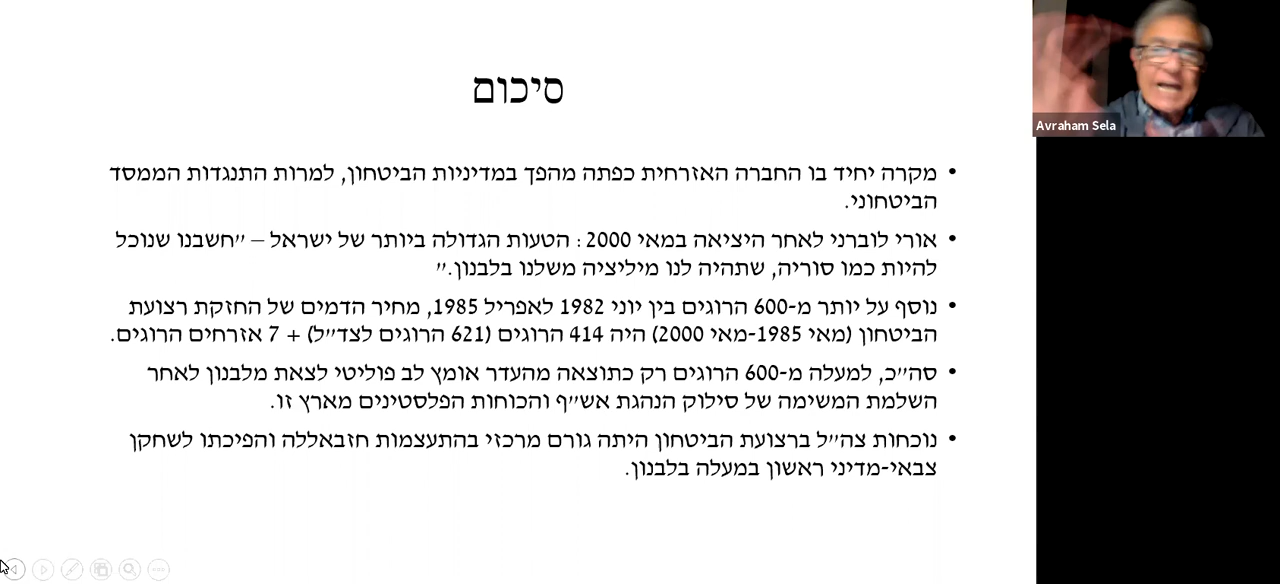 סיכום
מקרה יחיד בו החברה האזרחית כפתה מהפך במדיניות הביטחון, למרות התנגדות הממסד
הביטחוני.
אורי לוברני לאחר היציאה במאי 2000: הטעות הגדולה ביותר של ישראל – "חשבנו שנוכל
להיות כמו סוריה, שתהיה לנו מיליציה משלנו בלבנון."
נוסף על יותר מ-600 הרוגים בין יוני 1982 לאפריל 1985, מחיר הדמים של החזקת רצועת
הביטחון (מאי 1985-מאי 2000) היה 414 הרוגים (621 הרוגים לצד"ל) + 7 אזרחים הרוגים.
סה"כ, למעלה מ-600 הרוגים רק כתוצאה מהעדר אומץ לב פוליטי לצאת מלבנון לאחר
השלמת המשימה של סילוק הנהגת אש"ף והכוחות הפלסטינים מארץ זו.
נוכחות צה"ל ברצועת הביטחון היתה גורם מרכזי בהתעצמות חזבאללה והפיכתו לשחקן
צבאי-מדיני ראשון במעלה בלבנון.
Avraham Sela